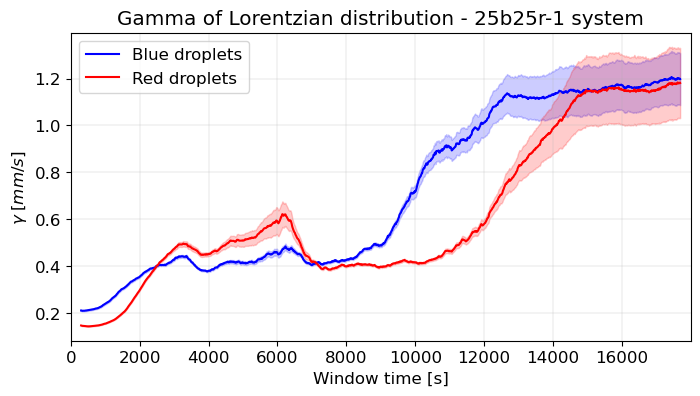 Gamma of Lorentzian distribution - 25b25r-1 system
Blue droplets
Red droplets
γ [mm/s]
1.2
1.0
0.8
0.6
0.4
0.2
0 2000 4000 6000 8000 10000 12000 14000 16000
Window time [s]